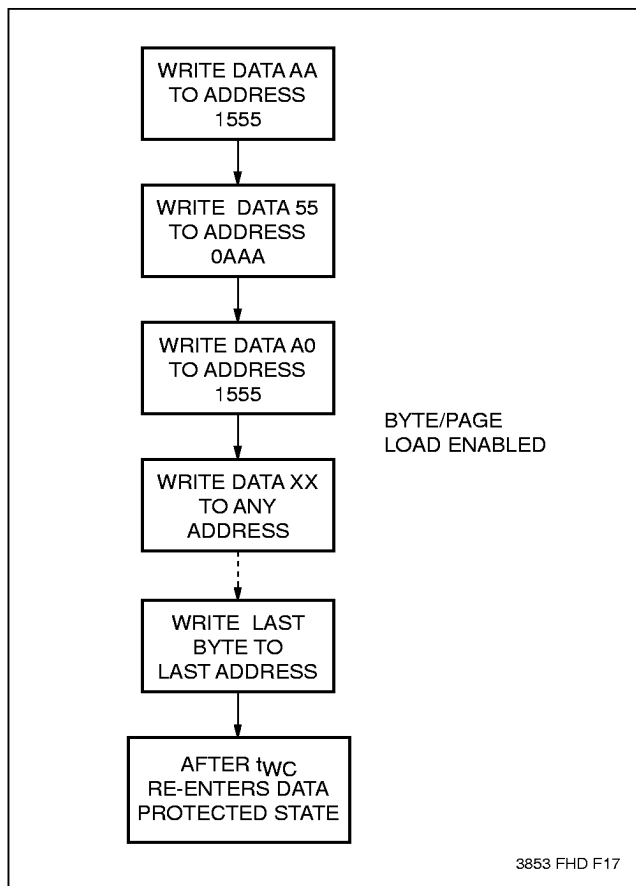 WRITE DATA AA
TO ADDRESS
1555
WRITE DATA 55
TO ADDRESS
0AAA
WRITE DATA A0
TO ADDRESS
1555
BYTE/PAGE
LOAD ENABLED
WRITE DATA XX
TO ANY
ADDRESS
WRITE LAST
BYTE TO
LAST ADDRESS
AFTER tWC
RE-ENTERS DATA
PROTECTED STATE
3853 FHD F17